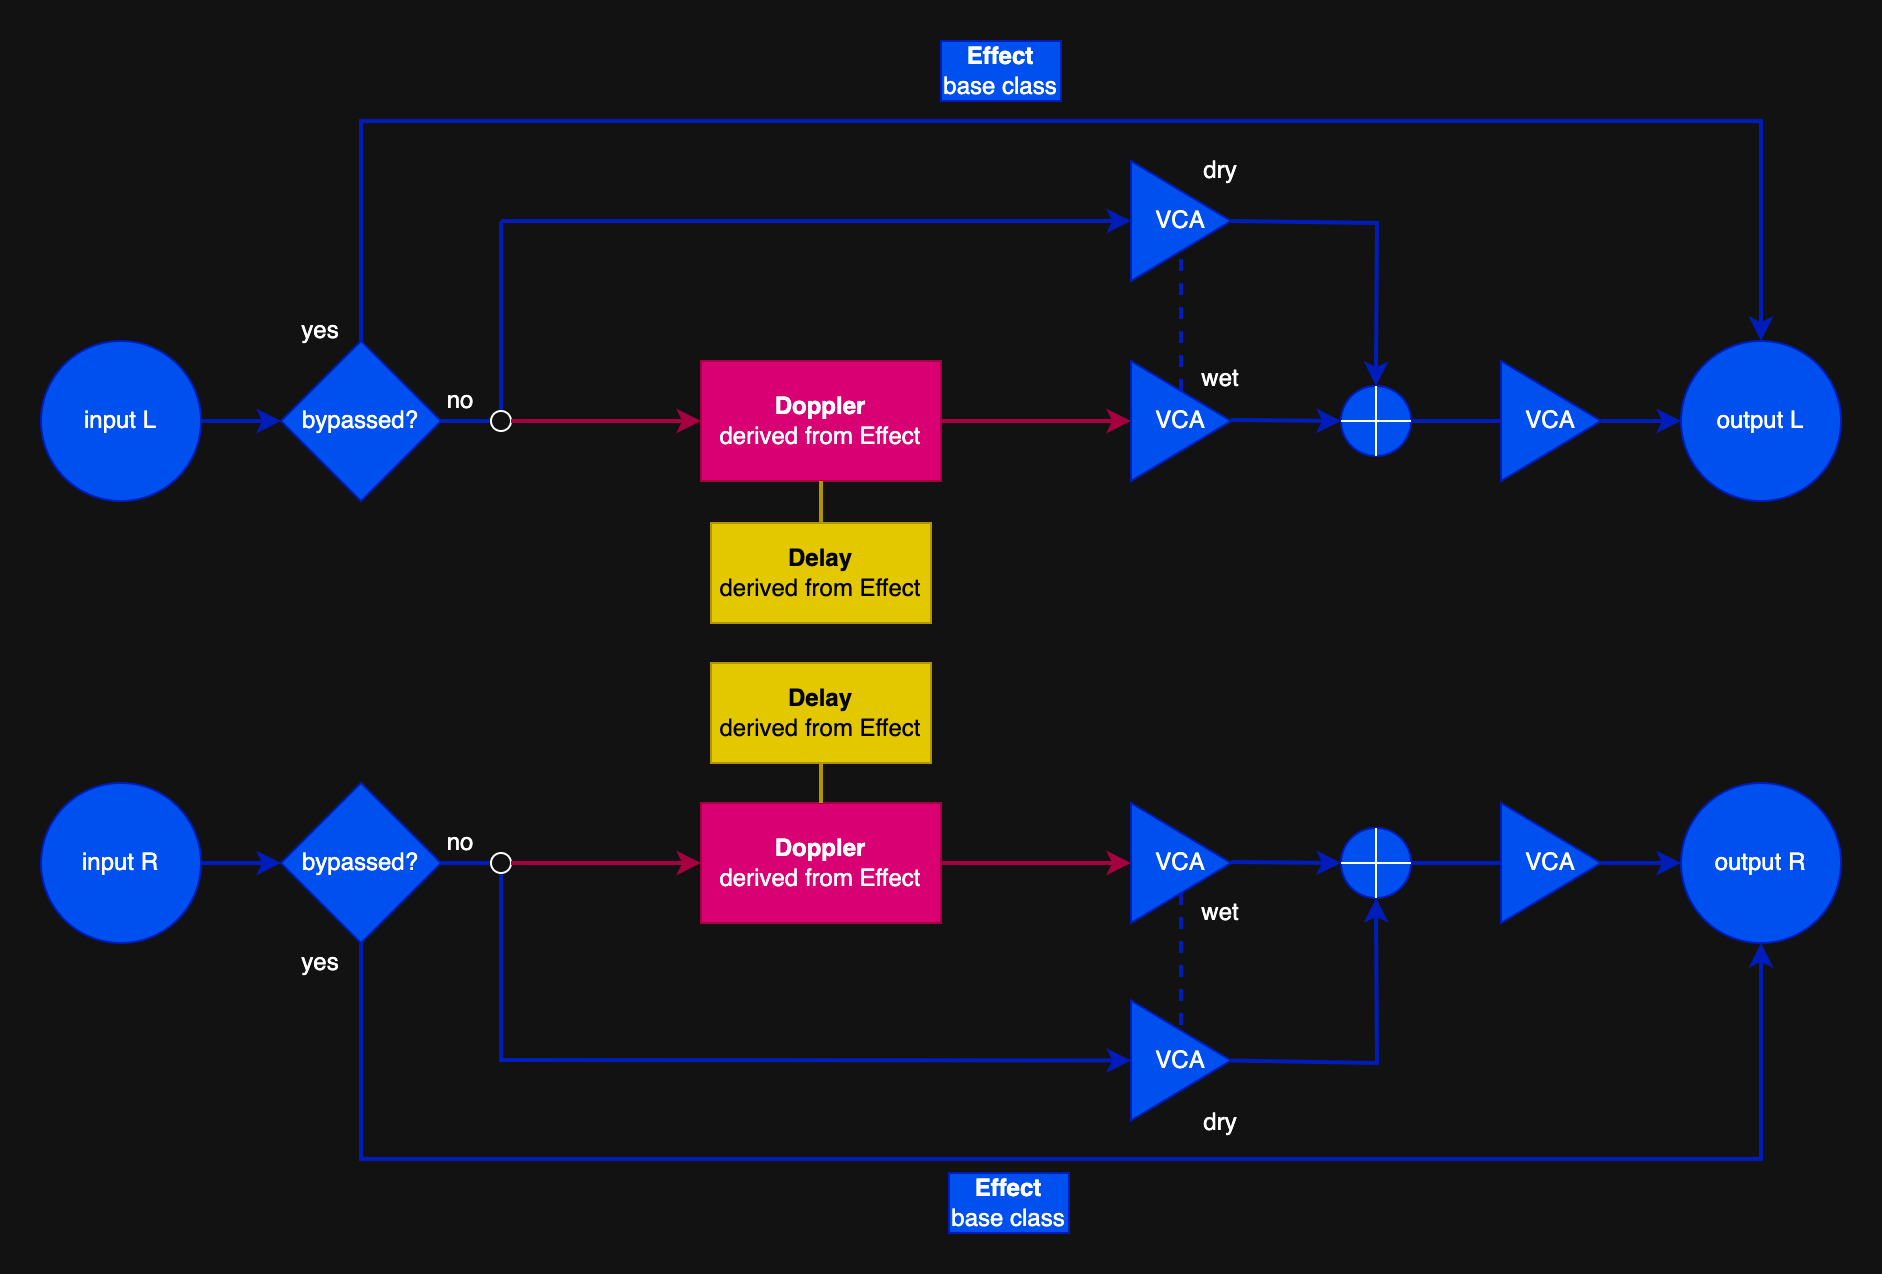 Effect
base class
dry
VCA
yes
wet
no
input L
bypassed?
Doppler
derived from Effect
VCA
VCA
output L
Delay
derived from Effect
Delay
derived from Effect
no
input R
bypassed?
Doppler
derived from Effect
VCA
VCA
output R
wet
yes
VCA
dry
Effect
base class